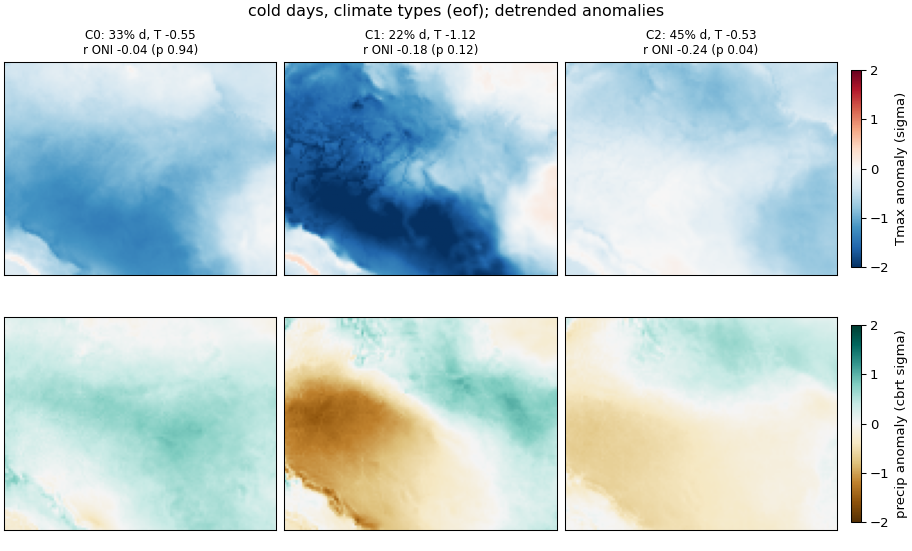 cold days, climate types (eof); detrended anomalies
C0: 33% d, T -0.55
r ONI -0.04 (p 0.94)
C1: 22% d, T -1.12
r ONI -0.18 (p 0.12)
C2: 45% d, T -0.53
r ONI -0.24 (p 0.04)
2
1
0
−1
−2
Tmax anomaly (sigma)
2
1
0
−1
−2
precip anomaly (cbrt sigma)